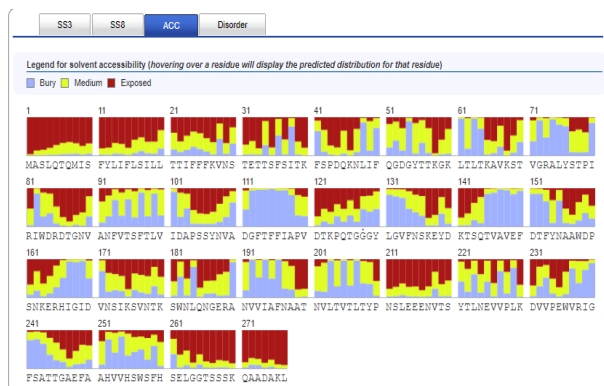 SS3 SS8 ACC Disorder
Legend for solvent accessibility (hovering over a residue will display the predicted distribution for that residue)
Bury Medium Exposed
1 11 21 31 41 51 61 71
MASLQTQMIS FYLIFLSILL TTIFFFKVNS TETTSFSITK FSPDQKNLIF QGDGYTTKGK LTLTKAVKST VGRALYSTPI
81 91 101 111 121 131 141 151
RIWDRDTGNV ANFVTSFTLV IDAPSSYNVA DGFTFFIAPV DTKPQTGGGY LGVFNSKEYD KTSQTVAVEF DTFYNAAWDP
161 171 181 191 201 211 221 231
SNKERHIGID VNSIKSVNTK SWNLQNGERA NVVIAFNAAT NVLTVTLTYP NSLEEENVTS YTLNEVVPLK DVVPEWVRIG
241 251 261 271
FSATTGAEFA AHVVHSWSFH SELGGTSSSK QAADAKL